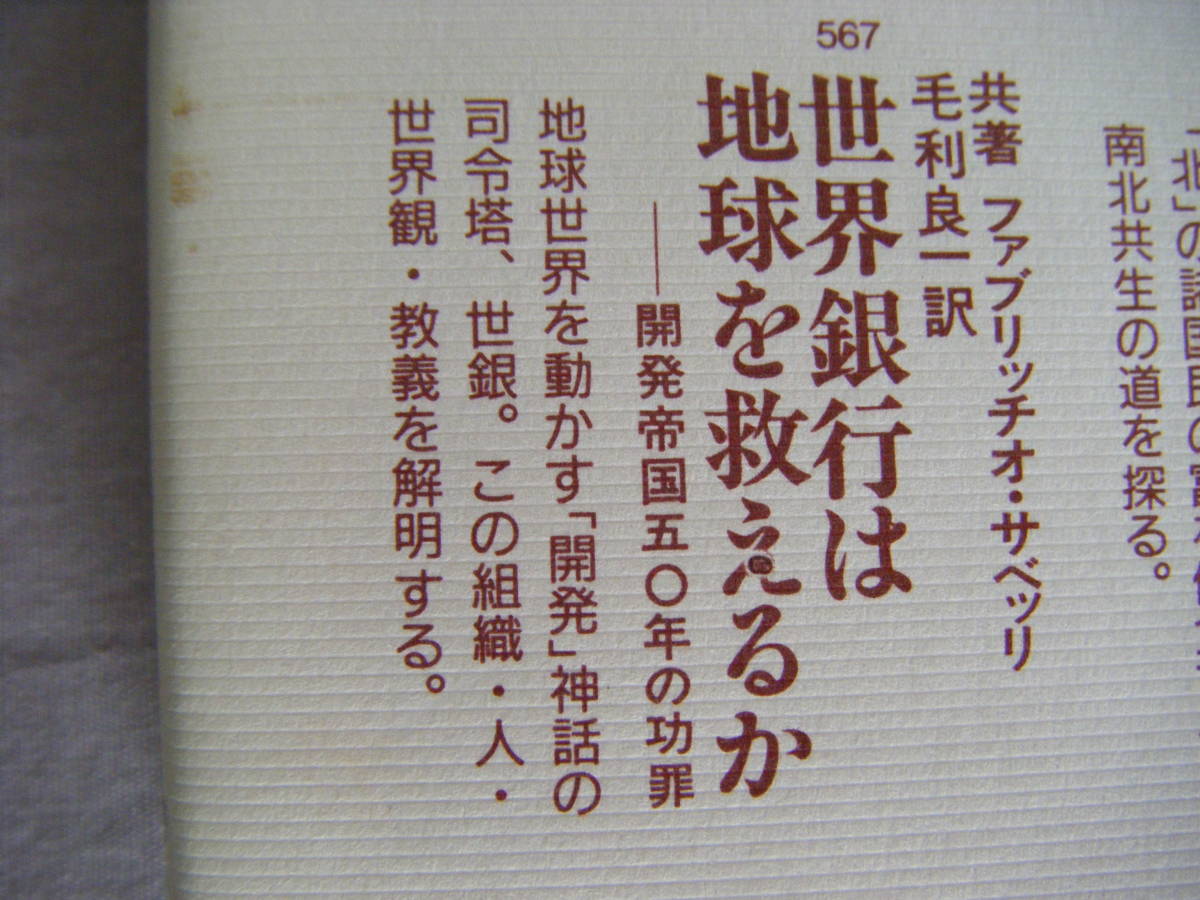 南北共生の道を探る。
共著 ファブリッチオ・サベッリ
毛利良一訳
567
世界銀行は
地球を救えるか
──開発帝国五〇年の功罪
地球世界を動かす「開発」神話の
司令塔、世銀。この組織・人・
世界観・教義を解明する。